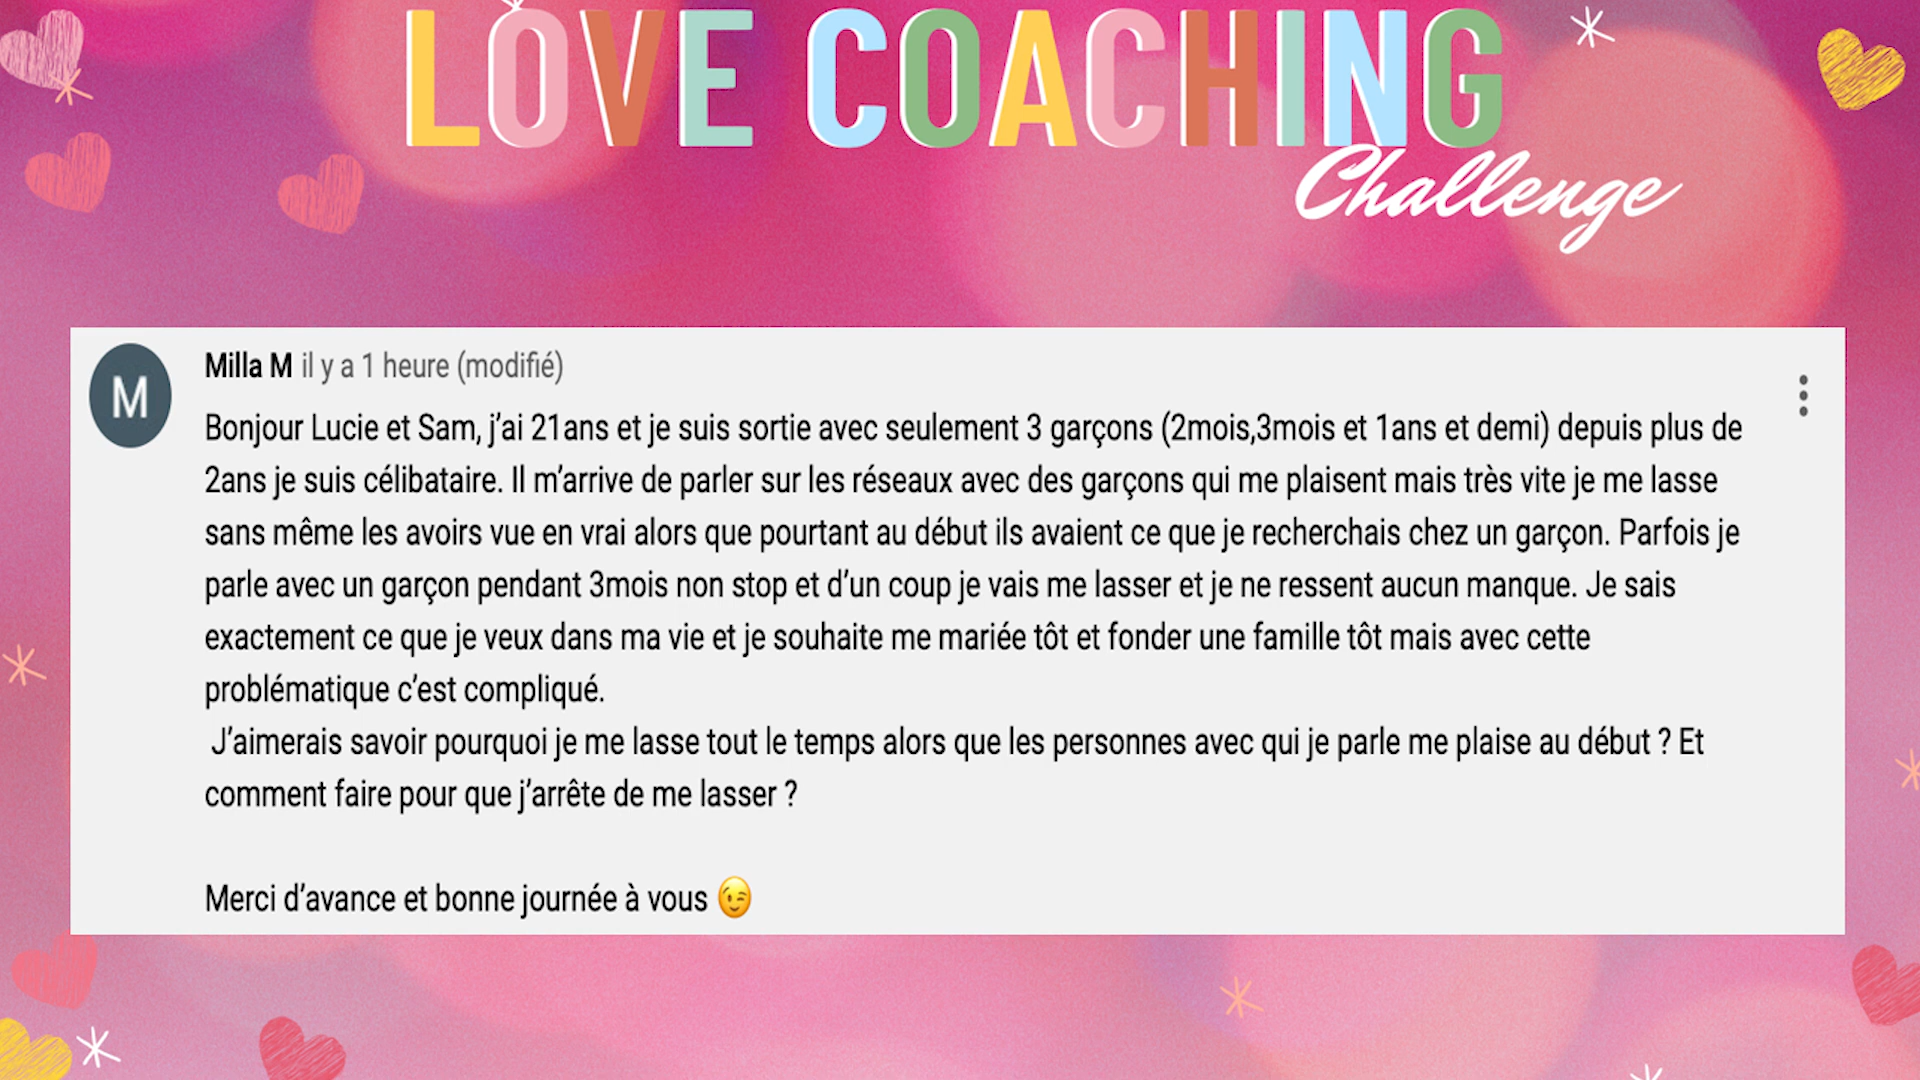 LOVE COACHING
Challenge
M
Milla M il y a 1 heure (modifié)
Bonjour Lucie et Sam, j’ai 21ans et je suis sortie avec seulement 3 garçons (2mois,3mois et 1ans et demi) depuis plus de
2ans je suis célibataire. Il m’arrive de parler sur les réseaux avec des garçons qui me plaisent mais très vite je me lasse
sans même les avoirs vue en vrai alors que pourtant au début ils avaient ce que je recherchais chez un garçon. Parfois je
parle avec un garçon pendant 3mois non stop et d’un coup je vais me lasser et je ne ressent aucun manque. Je sais
exactement ce que je veux dans ma vie et je souhaite me mariée tôt et fonder une famille tôt mais avec cette
problématique c’est compliqué.
J’aimerais savoir pourquoi je me lasse tout le temps alors que les personnes avec qui je parle me plaise au début ? Et
comment faire pour que j’arrête de me lasser ?
Merci d’avance et bonne journée à vous 😉